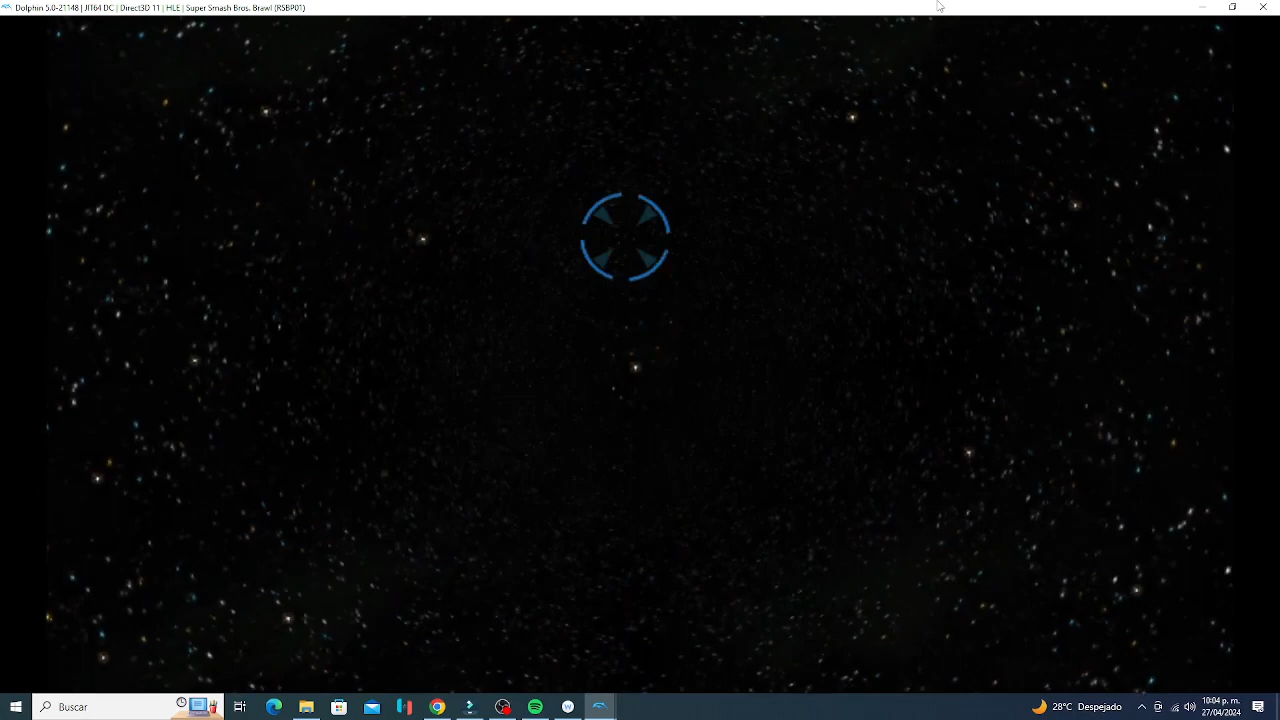 Dolphin 5.0-21148 | JIT64 DC | Direct3D 11 | HLE | Super Smash Bros. Brawl (RSBP01)
Buscar
28°C Despejado
10:04 p. m.
27/04/2024